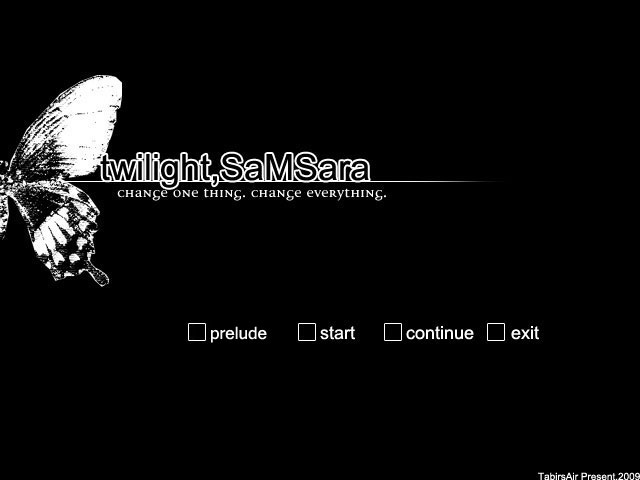 twilight,SaMSara
change one thing. change everything.
prelude start continue exit
TabirsAir Present.2009